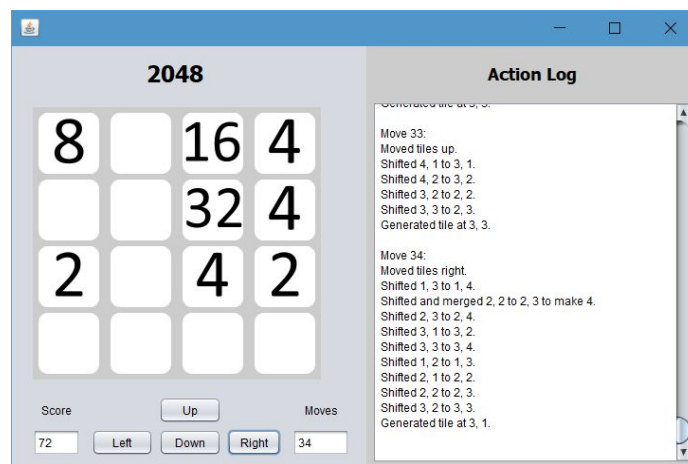 2048
8 16 4
32 4
2 4 2
Score
Up
Moves
72
Left
Down
Right
34
Action Log
Generated tile at 3, 3.
Move 33:
Moved tiles up.
Shifted 4, 1 to 3, 1.
Shifted 4, 2 to 3, 2.
Shifted 3, 2 to 2, 2.
Shifted 3, 3 to 2, 3.
Generated tile at 3, 3.
Move 34:
Moved tiles right.
Shifted 1, 3 to 1, 4.
Shifted and merged 2, 2 to 2, 3 to make 4.
Shifted 2, 3 to 2, 4.
Shifted 3, 1 to 3, 2.
Shifted 3, 3 to 3, 4.
Shifted 1, 2 to 1, 3.
Shifted 2, 1 to 2, 2.
Shifted 2, 2 to 2, 3.
Shifted 3, 2 to 3, 3.
Generated tile at 3, 1.